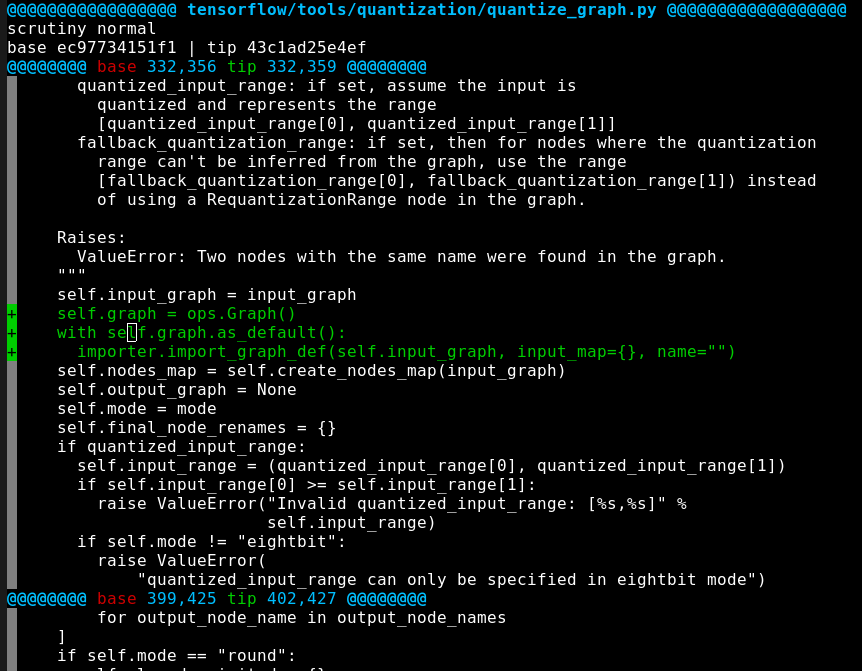 @@@@@@@@@@@@@@@@@ tensorflow/tools/quantization/quantize_graph.py @@@@@@@@@@@@@@@@@@
scrutiny normal
base ec97734151f1 | tip 43c1ad25e4ef
@@@@@@@@ base 332,356 tip 332,359 @@@@@@@@
       quantized_input_range: if set, assume the input is
         quantized and represents the range
         [quantized_input_range[0], quantized_input_range[1]]
       fallback_quantization_range: if set, then for nodes where the quantization
         range can't be inferred from the graph, use the range
         [fallback_quantization_range[0], fallback_quantization_range[1]) instead
         of using a RequantizationRange node in the graph.

     Raises:
       ValueError: Two nodes with the same name were found in the graph.
     """
     self.input_graph = input_graph
+    self.graph = ops.Graph()
+    with self.graph.as_default():
+      importer.import_graph_def(self.input_graph, input_map={}, name="")
     self.nodes_map = self.create_nodes_map(input_graph)
     self.output_graph = None
     self.mode = mode
     self.final_node_renames = {}
     if quantized_input_range:
       self.input_range = (quantized_input_range[0], quantized_input_range[1])
       if self.input_range[0] >= self.input_range[1]:
         raise ValueError("Invalid quantized_input_range: [%s,%s]" %
                          self.input_range)
       if self.mode != "eightbit":
         raise ValueError(
             "quantized_input_range can only be specified in eightbit mode")
@@@@@@@@ base 399,425 tip 402,427 @@@@@@@@
         for output_node_name in output_node_names
     ]
     if self.mode == "round":